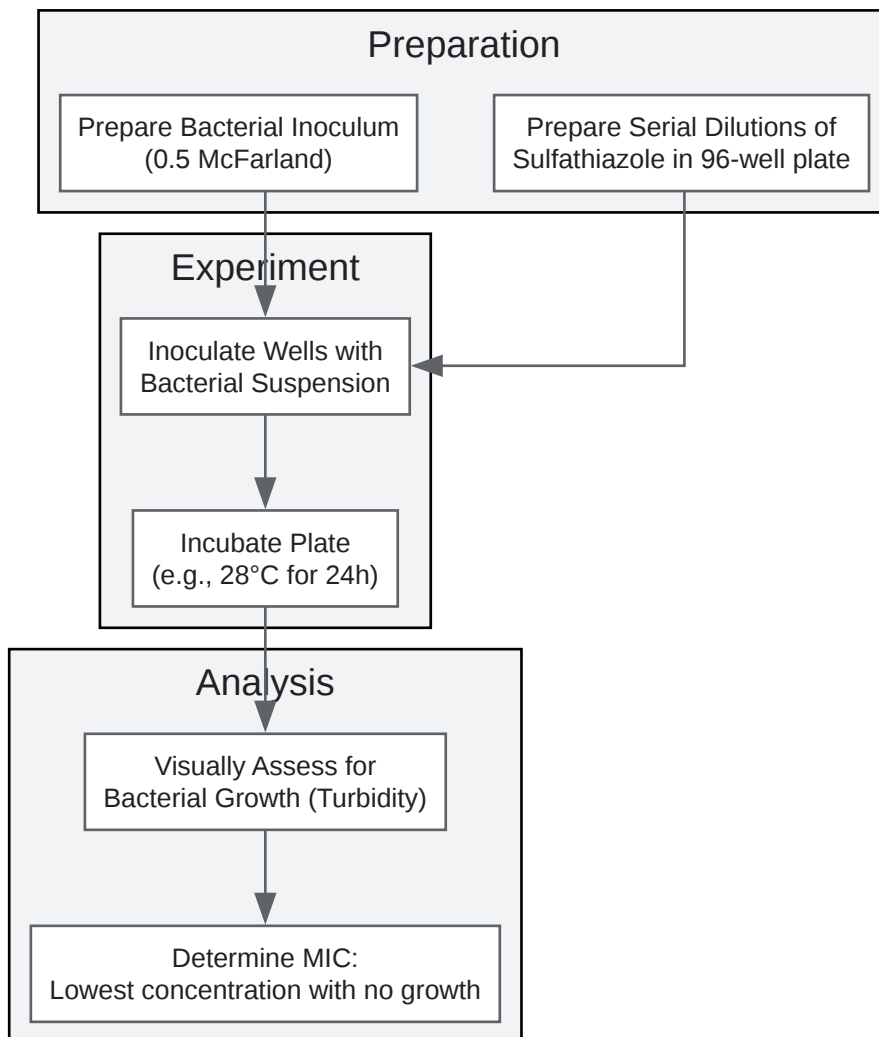 Preparation
Prepare Bacterial Inoculum
(0.5 McFarland)
Prepare Serial Dilutions of
Sulfathiazole in 96-well plate
Experiment
Inoculate Wells with
Bacterial Suspension
Incubate Plate
(e.g., 28°C for 24h)
Analysis
Visually Assess for
Bacterial Growth (Turbidity)
Determine MIC:
Lowest concentration with no growth